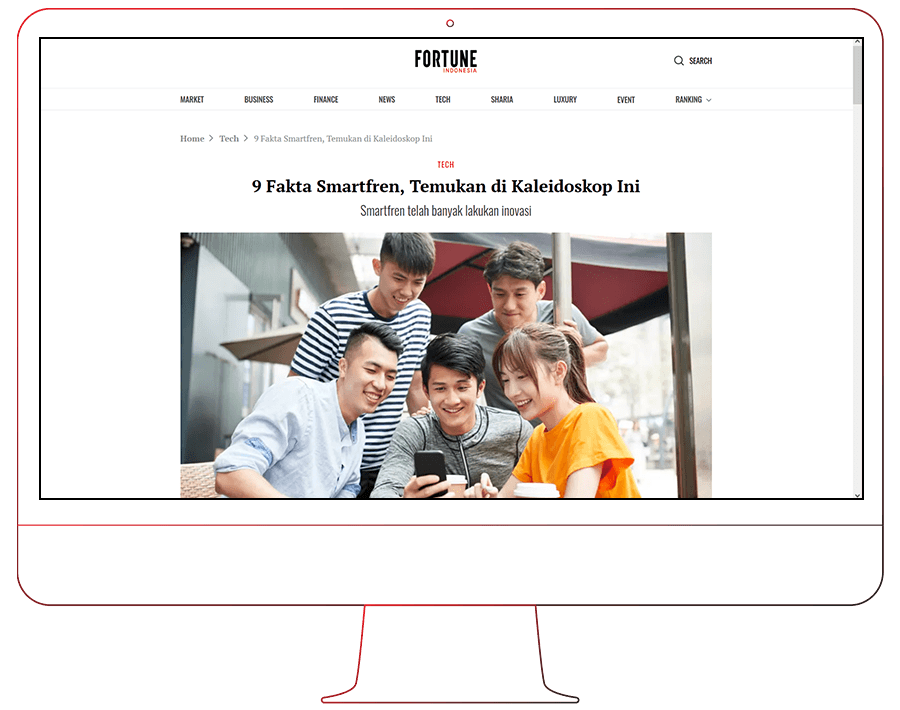 FORTUNE
INDONESIA
SEARCH
MARKET BUSINESS FINANCE NEWS TECH SHARIA LUXURY EVENT RANKING
Home > Tech > 9 Fakta Smartfren, Temukan di Kaleidoskop Ini
TECH
9 Fakta Smartfren, Temukan di Kaleidoskop Ini
Smartfren telah banyak lakukan inovasi